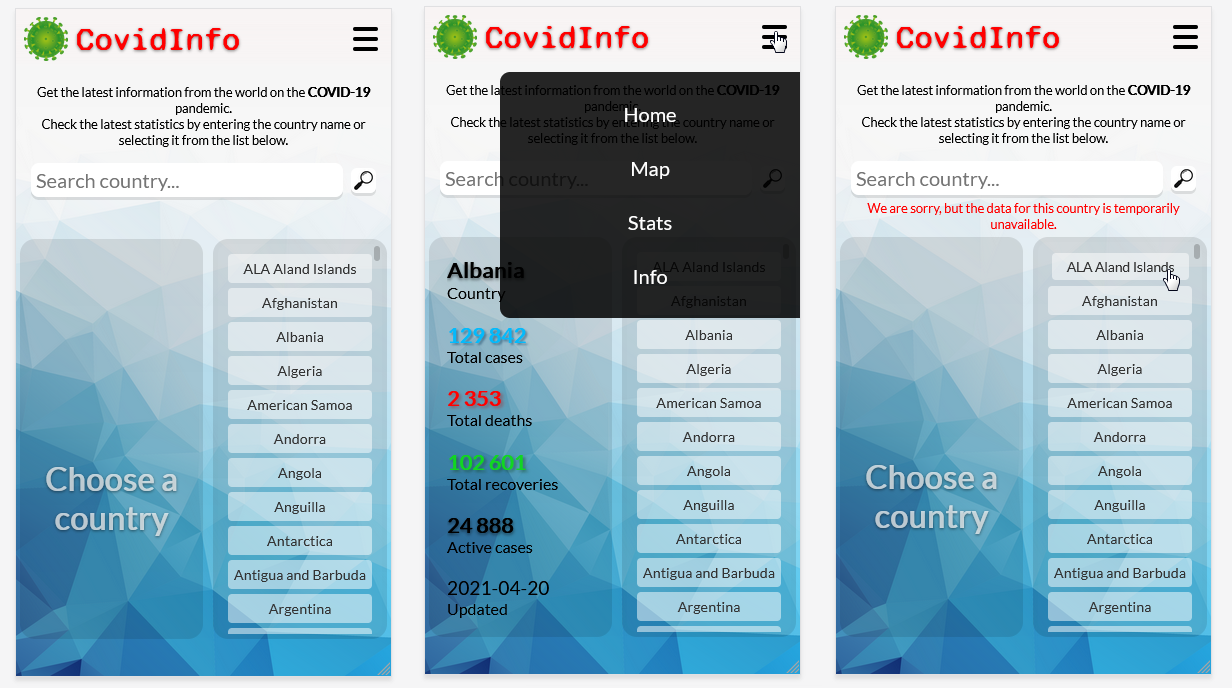 CovidInfo
Get the latest information from the world on the COVID-19
pandemic.
Check the latest statistics by entering the country name or
selecting it from the list below.
Search country...
Choose a
country
ALA Aland Islands
Afghanistan
Albania
Algeria
American Samoa
Andorra
Angola
Anguilla
Antarctica
Antigua and Barbuda
Argentina
CovidInfo
Get the latest information from the world on the COVID-19
pandemic.
Check the latest statistics by entering the country name or
selecting it from the list below.
Home
Map
Stats
Info
Search country...
Albania
Country
129 842
Total cases
2 353
Total deaths
102 601
Total recoveries
24 888
Active cases
2021-04-20
Updated
ALA Aland Islands
Afghanistan
Albania
Algeria
American Samoa
Andorra
Angola
Anguilla
Antarctica
Antigua and Barbuda
Argentina
CovidInfo
Get the latest information from the world on the COVID-19
pandemic.
Check the latest statistics by entering the country name or
selecting it from the list below.
Search country...
We are sorry, but the data for this country is temporarily
unavailable.
Choose a
country
ALA Aland Islands
Afghanistan
Albania
Algeria
American Samoa
Andorra
Angola
Anguilla
Antarctica
Antigua and Barbuda
Argentina